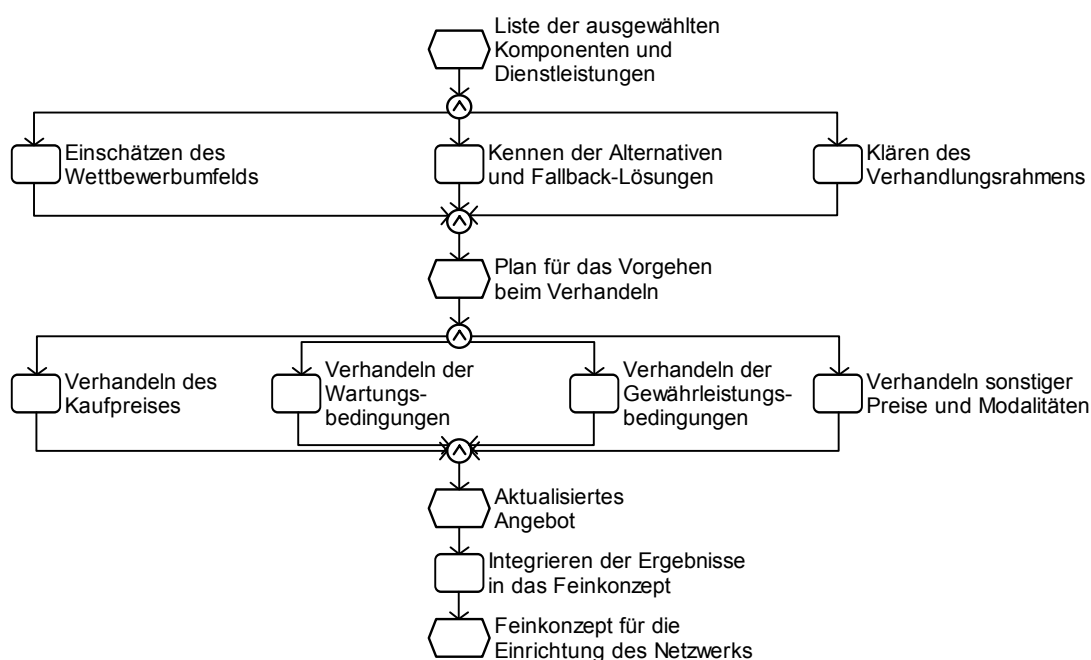 Liste der ausgewählten
Komponenten und
Dienstleistungen
Einschätzen des
Wettbewerbumfelds
Kennen der Alternativen
und Fallback-Lösungen
Klären des
Verhandlungsrahmens
Plan für das Vorgehen
beim Verhandeln
Verhandeln des
Kaufpreises
Verhandeln der
Wartungs-
bedingungen
Verhandeln der
Gewährleistungs-
bedingungen
Verhandeln sonstiger
Preise und Modalitäten
Aktualisiertes
Angebot
Integrieren der Ergebnisse
in das Feinkonzept
Feinkonzept für die
Einrichtung des Netzwerks